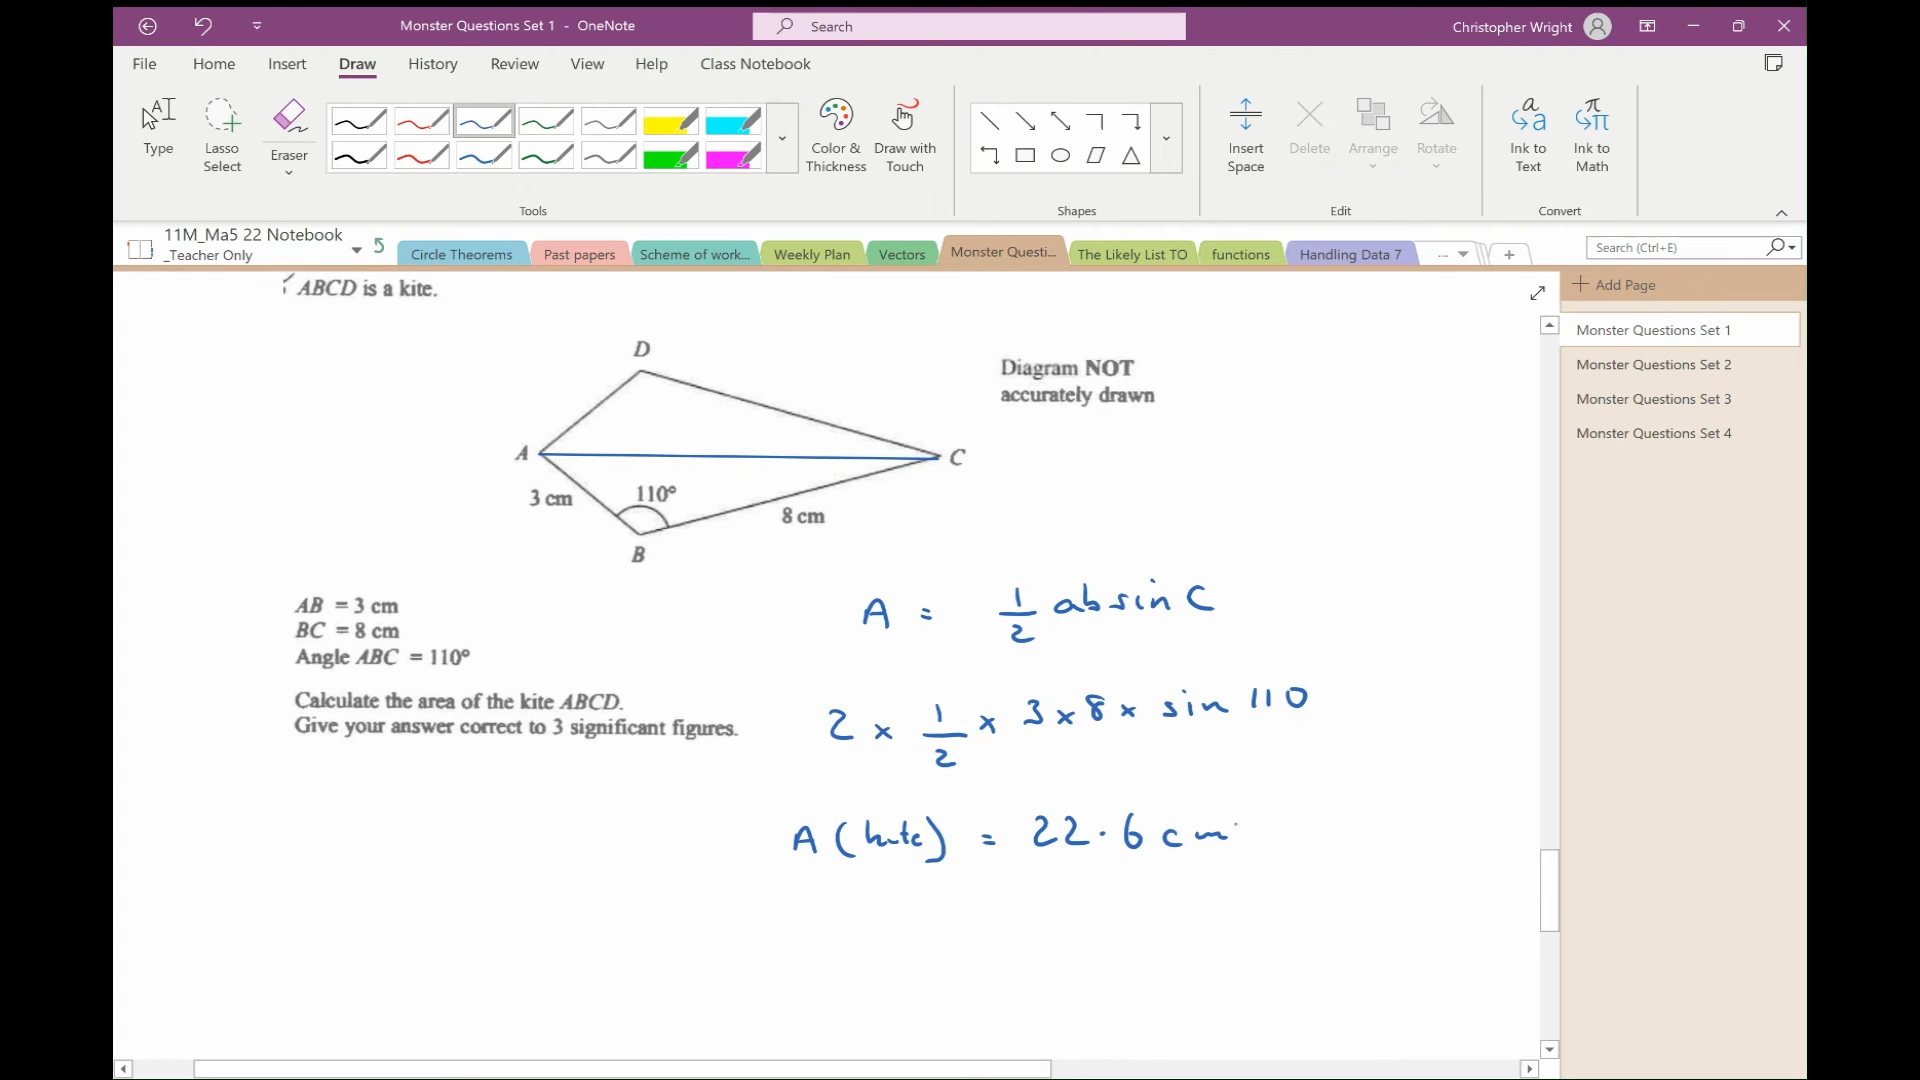 Monster Questions Set 1 - OneNote
Search
Christopher Wright
File Home Insert Draw History Review View Help Class Notebook
Type
Lasso Select
Eraser
Color & Thickness
Draw with Touch
Insert Space
Delete
Arrange
Rotate
Ink to Text
Ink to Math
Tools
Shapes
Edit
Convert
11M_Ma5 22 Notebook
_Teacher Only
Circle Theorems
Past papers
Scheme of work...
Weekly Plan
Vectors
Monster Questi...
The Likely List TO
functions
Handling Data 7
...
Search (Ctrl+E)
Add Page
Monster Questions Set 1
Monster Questions Set 2
Monster Questions Set 3
Monster Questions Set 4
ABCD is a kite.
D
Diagram NOT
accurately drawn
A
C
3 cm
110°
8 cm
B
AB = 3 cm
BC = 8 cm
Angle ABC = 110°
Calculate the area of the kite ABCD.
Give your answer correct to 3 significant figures.
A = 1/2 ab sin C
2 × 1/2 × 3 × 8 × sin 110
A (kite) = 22.6 cm